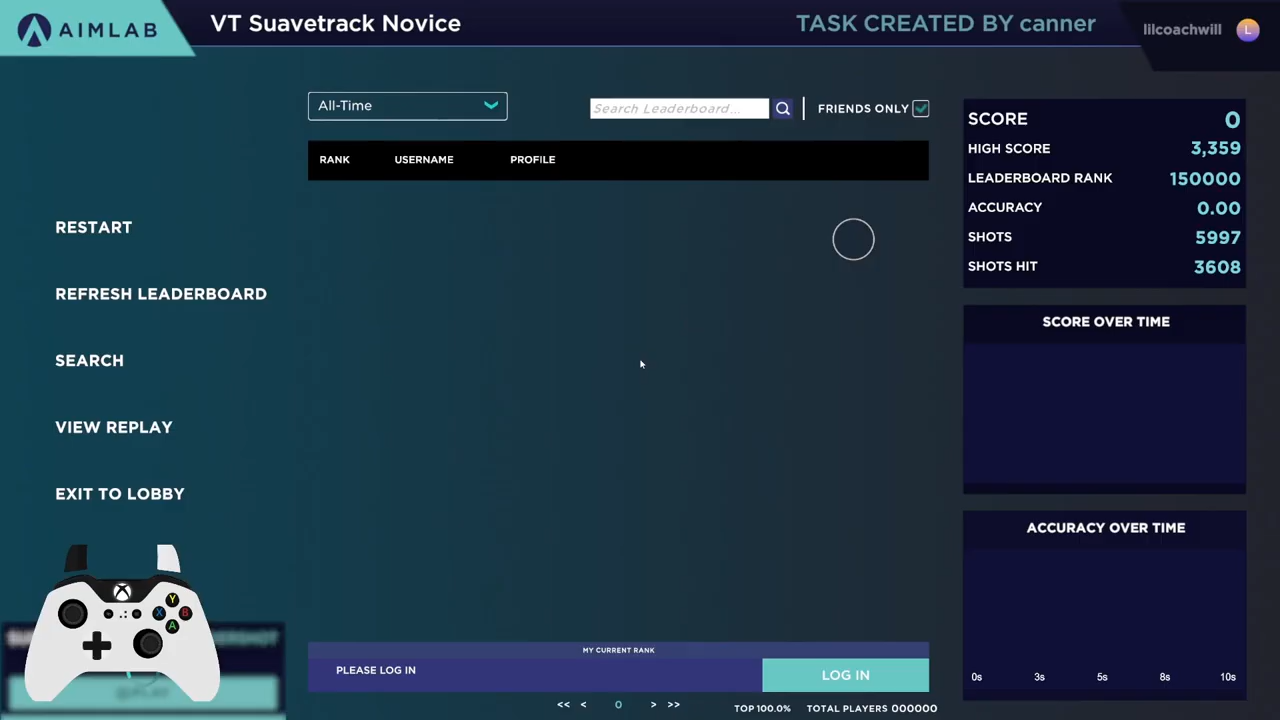 AIMLAB
VT Suavetrack Novice
TASK CREATED BY canner
lilcoachwill
L
All-Time
Search Leaderboard...
FRIENDS ONLY
RANK USERNAME PROFILE
RESTART
REFRESH LEADERBOARD
SEARCH
VIEW REPLAY
EXIT TO LOBBY
SCORE 0
HIGH SCORE 3,359
LEADERBOARD RANK 150000
ACCURACY 0.00
SHOTS 5997
SHOTS HIT 3608
SCORE OVER TIME
ACCURACY OVER TIME
0s 3s 5s 8s 10s
Y
X B
A
MY CURRENT RANK
PLEASE LOG IN
LOG IN
<< < 0 > >>
TOP 100.0% TOTAL PLAYERS 000000